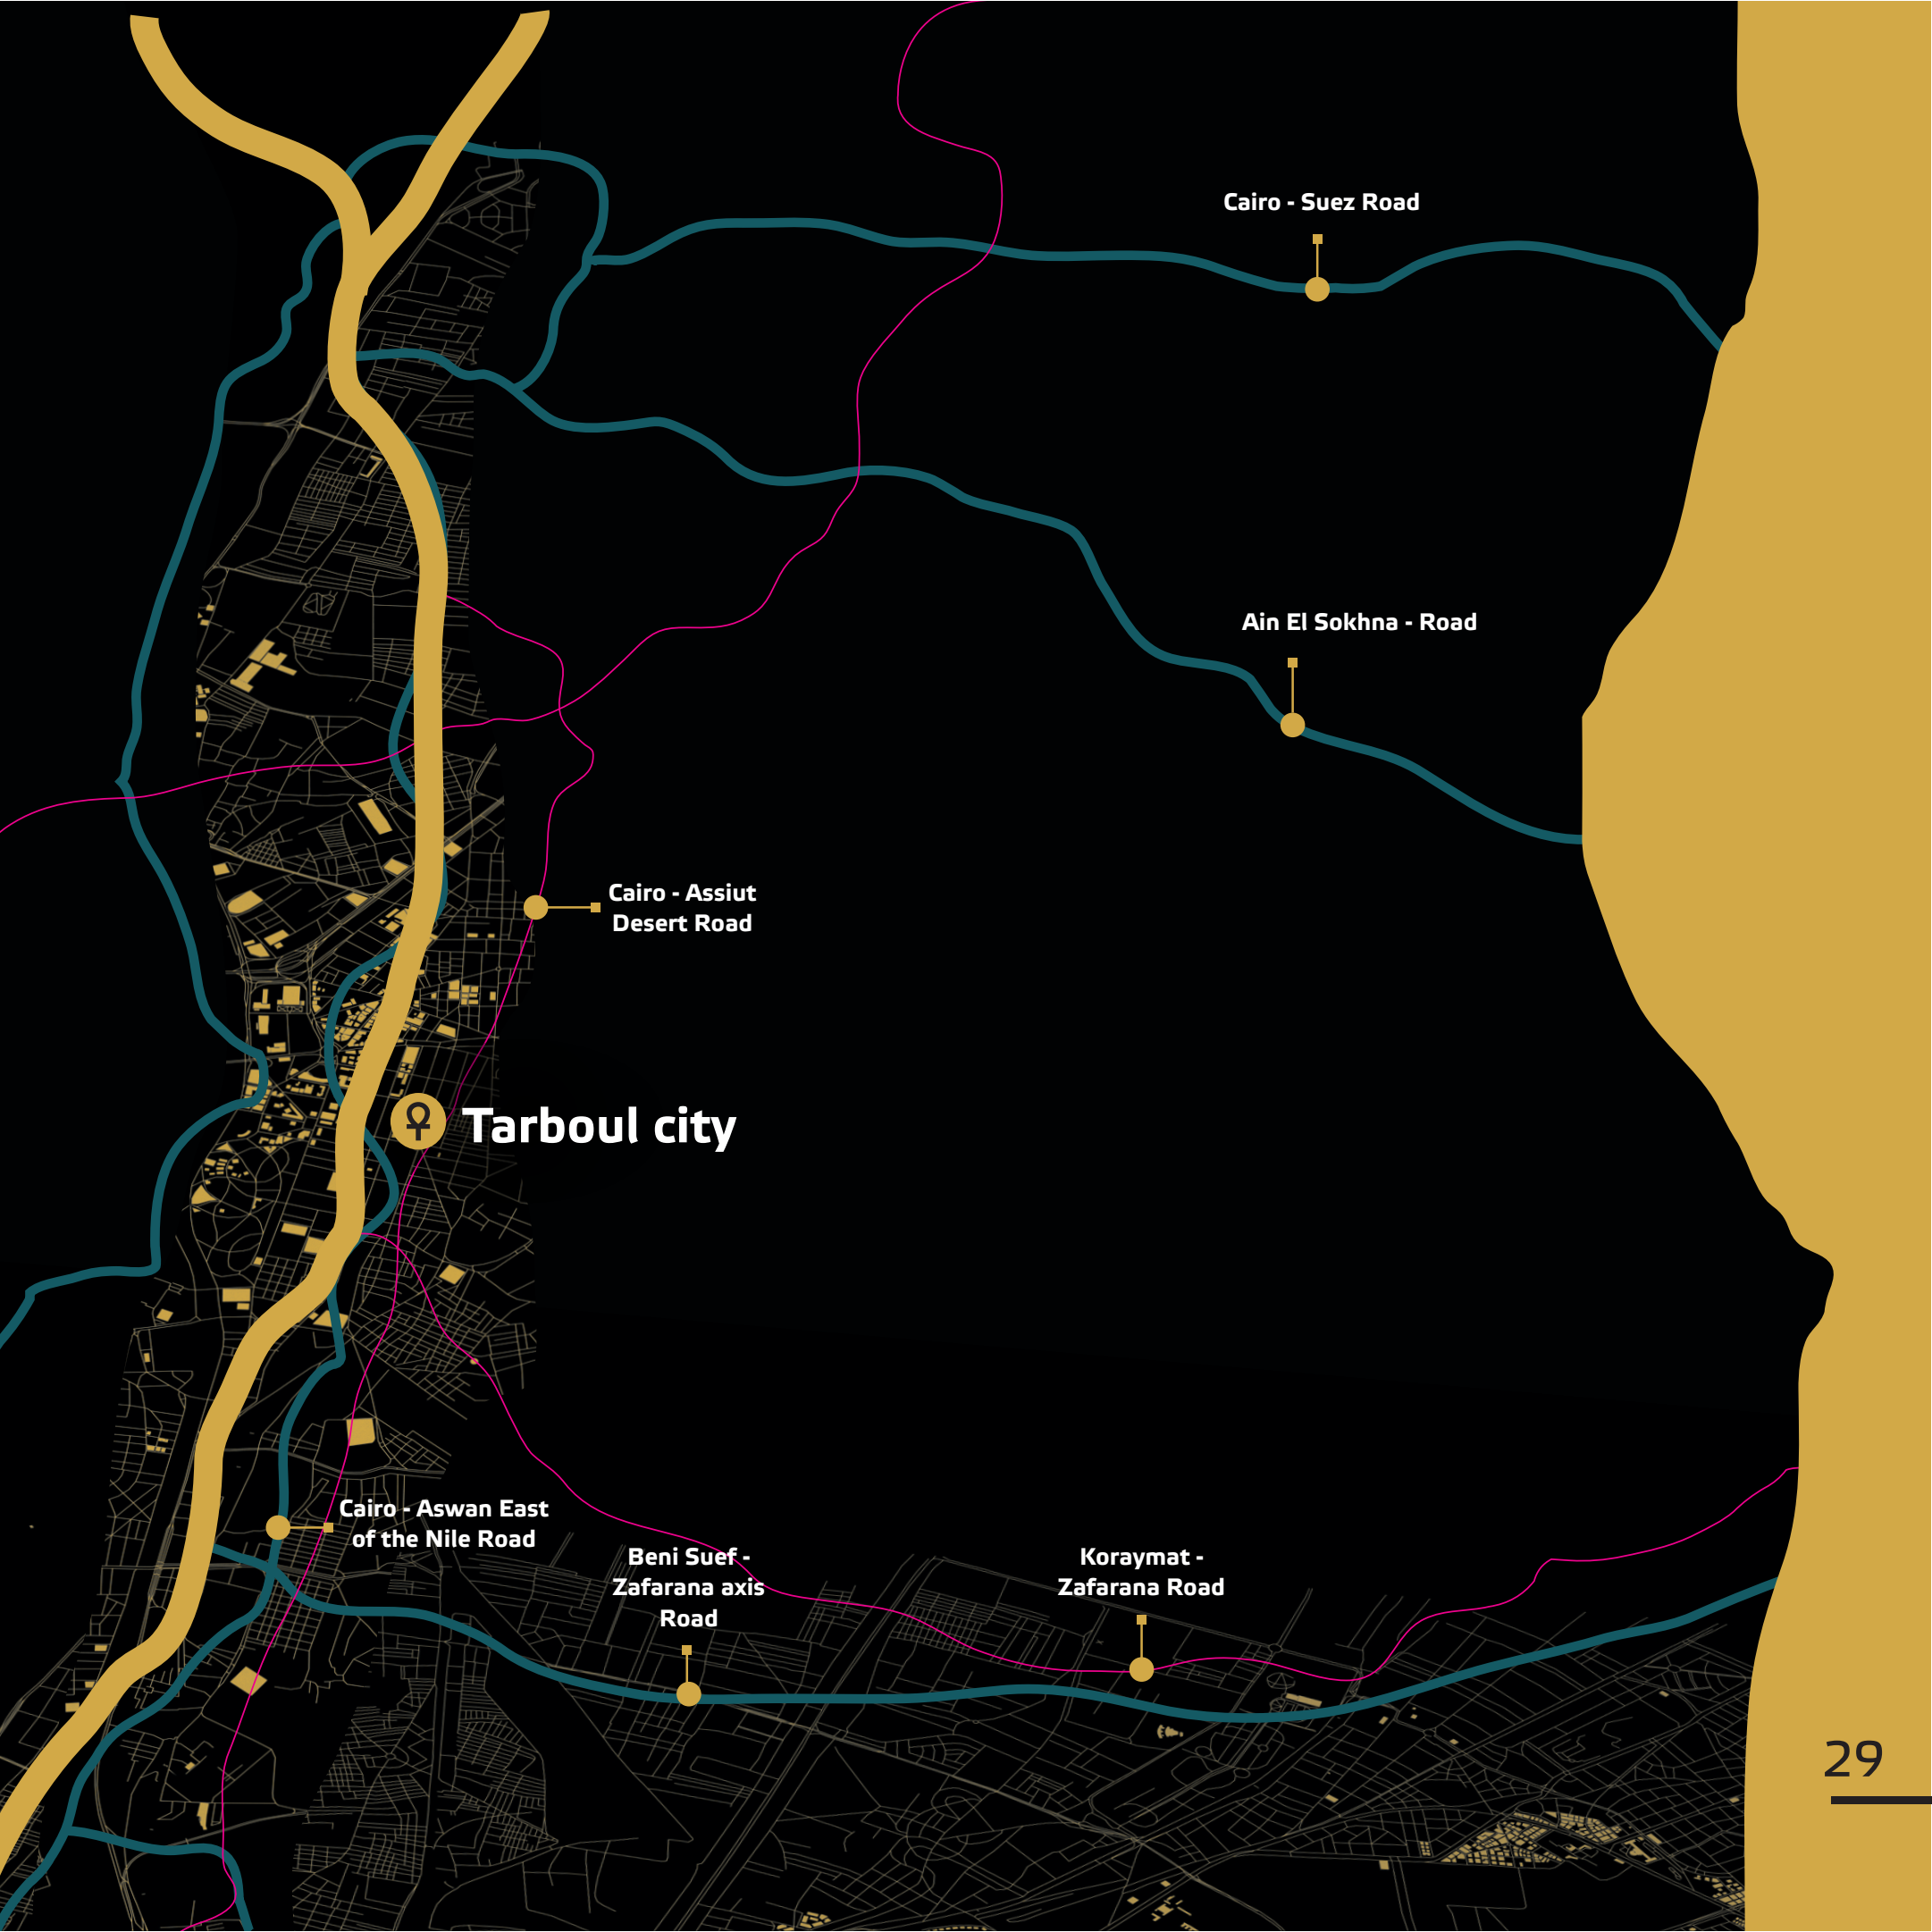 Cairo - Suez Road
Ain El Sokhna - Road
Cairo - Assiut
Desert Road
Tarboul city
Cairo - Aswan East
of the Nile Road
Beni Suef -
Zafarana axis
Road
Koraymat -
Zafarana Road
29